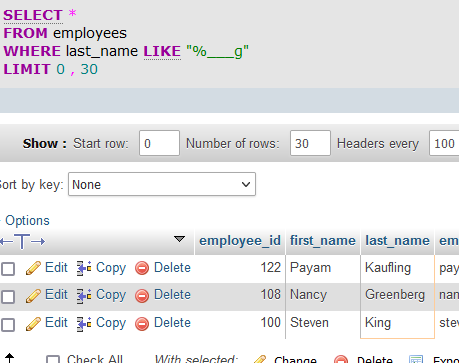 SELECT *
FROM employees
WHERE last_name LIKE "%___g"
LIMIT 0 , 30
Show : Start row: 0 Number of rows: 30 Headers every 100
Sort by key: None
Options
employee_id first_name last_name em
Edit Copy Delete 122 Payam Kaufling pay
Edit Copy Delete 108 Nancy Greenberg nan
Edit Copy Delete 100 Steven King stev
Check All With selected: Change Delete Expo